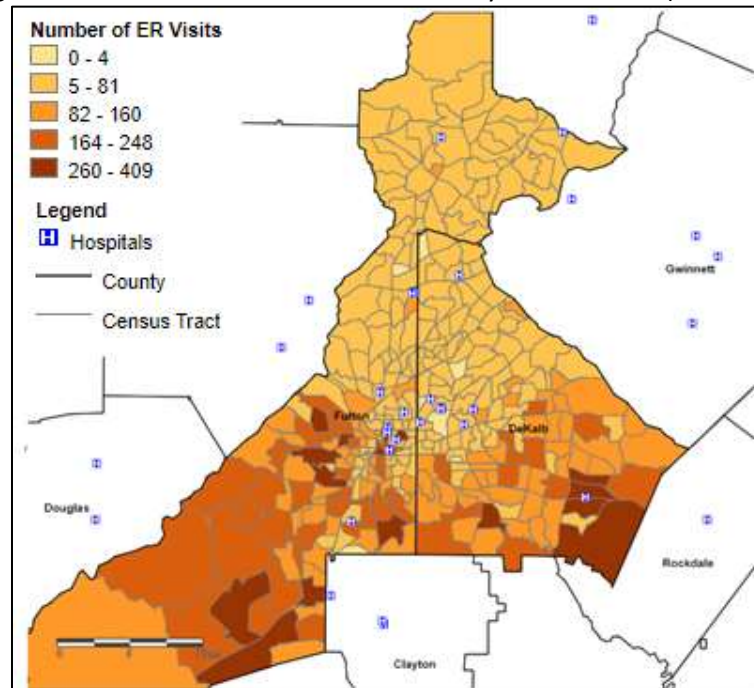 Number of ER Visits
0 - 4
5 - 81
82 - 160
164 - 248
260 - 409
Legend
H Hospitals
County
Census Tract
Gwinnett
Fulton
DeKalb
Douglas
Rockdale
Clayton